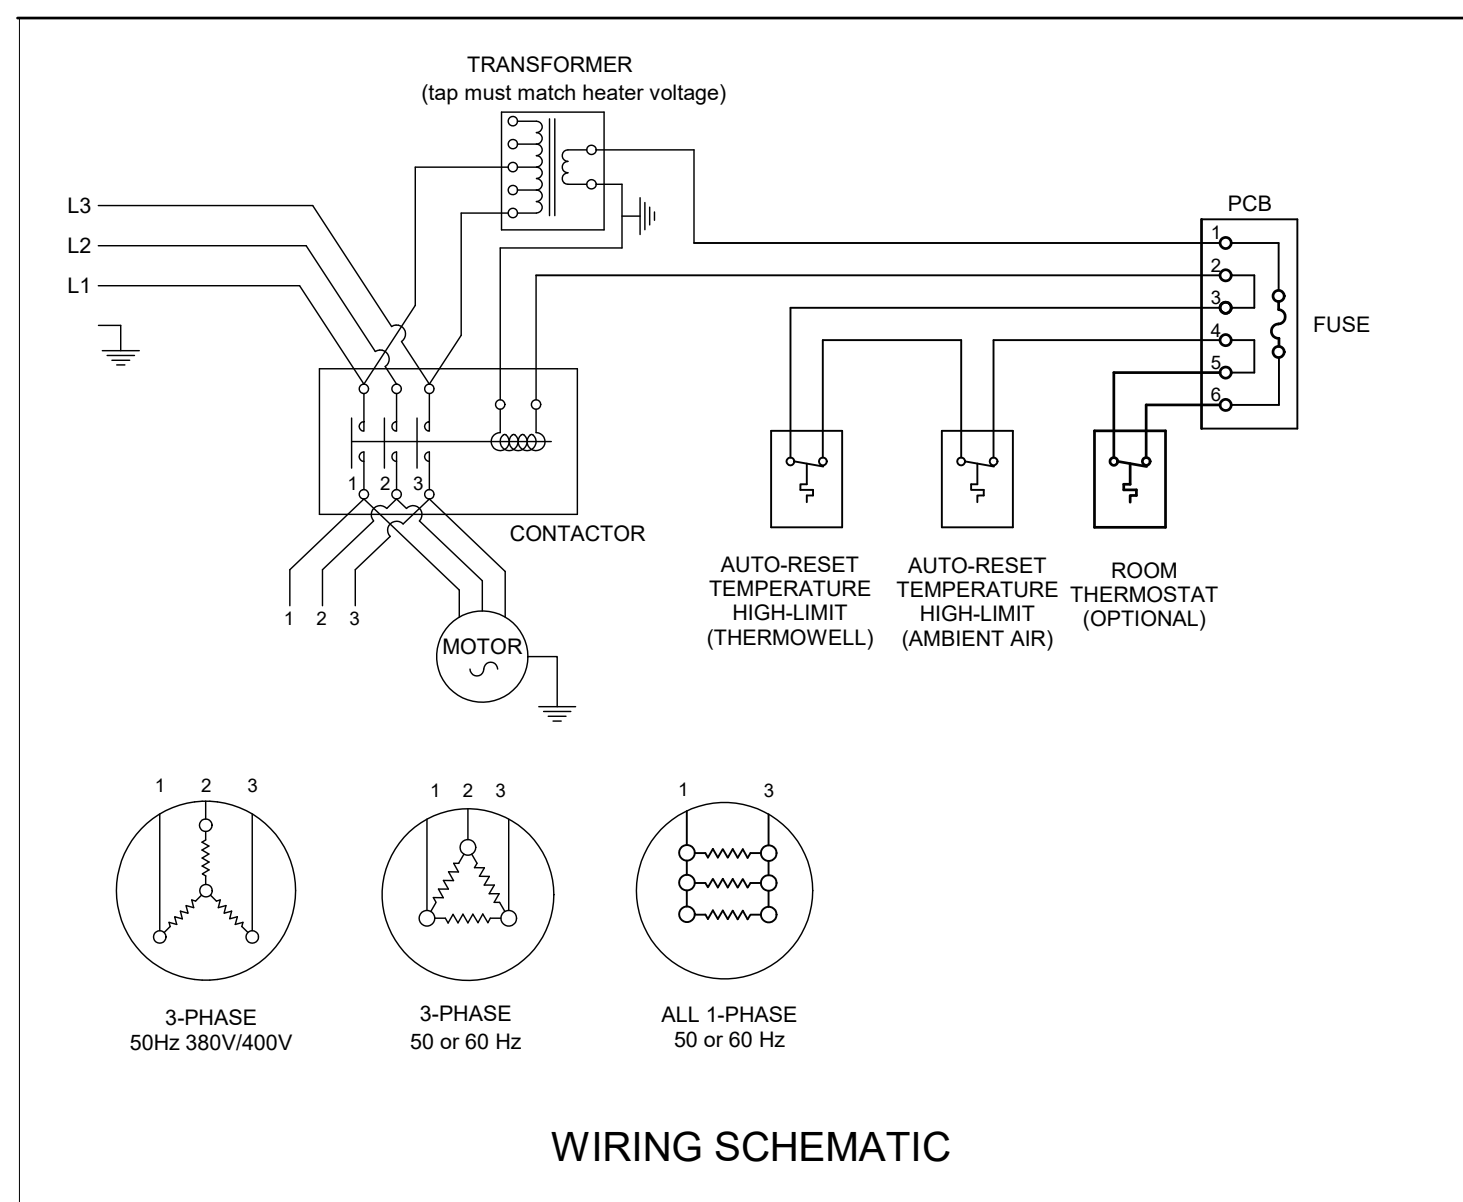 TRANSFORMER
(tap must match heater voltage)
L3
L2
L1
PCB
1
2
3
4
5
6
FUSE
1 2 3
CONTACTOR
1 2 3
MOTOR
AUTO-RESET
TEMPERATURE
HIGH-LIMIT
(THERMOWELL)
AUTO-RESET
TEMPERATURE
HIGH-LIMIT
(AMBIENT AIR)
ROOM
THERMOSTAT
(OPTIONAL)
1 2 3
3-PHASE
50Hz 380V/400V
1 2 3
3-PHASE
50 or 60 Hz
1 3
ALL 1-PHASE
50 or 60 Hz
WIRING SCHEMATIC